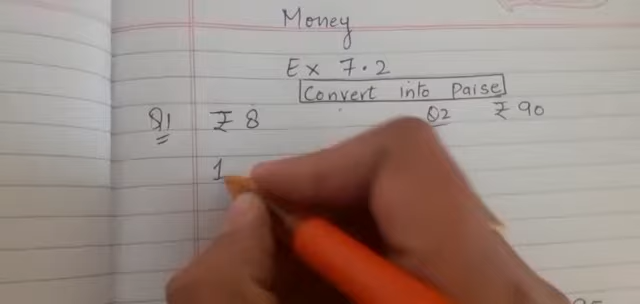 Money
Ex 7.2
Convert into Paise
Q1 ₹ 8
Q2 ₹ 90
1